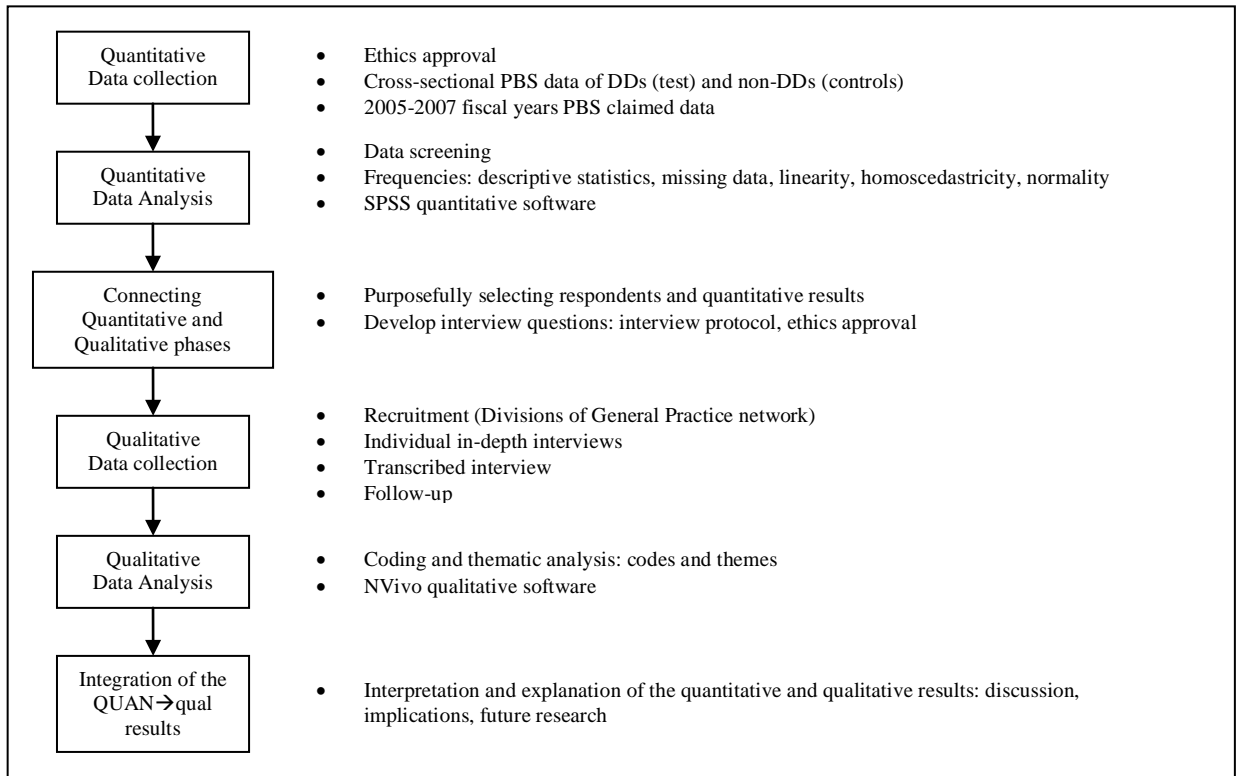 Quantitative
Data collection
• Ethics approval
• Cross-sectional PBS data of DDs (test) and non-DDs (controls)
• 2005-2007 fiscal years PBS claimed data
Quantitative
Data Analysis
• Data screening
• Frequencies: descriptive statistics, missing data, linearity, homoscedastricity, normality
• SPSS quantitative software
Connecting
Quantitative and
Qualitative phases
• Purposefully selecting respondents and quantitative results
• Develop interview questions: interview protocol, ethics approval
Qualitative
Data collection
• Recruitment (Divisions of General Practice network)
• Individual in-depth interviews
• Transcribed interview
• Follow-up
Qualitative
Data Analysis
• Coding and thematic analysis: codes and themes
• NVivo qualitative software
Integration of the
QUAN→qual
results
• Interpretation and explanation of the quantitative and qualitative results: discussion,
implications, future research